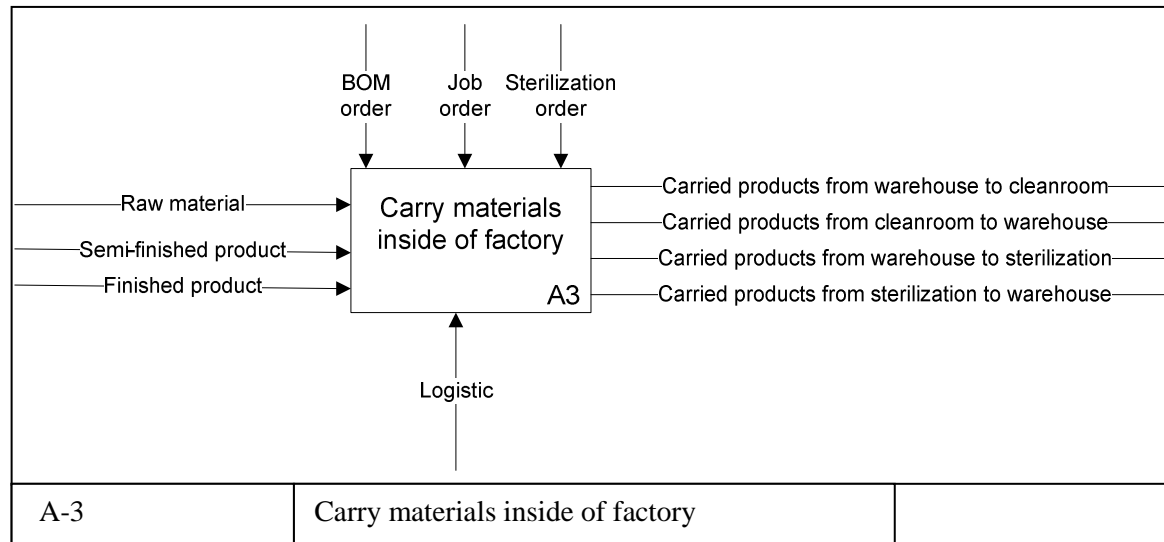 BOM
order
Job
order
Sterilization
order
Raw material
Semi-finished product
Finished product
Carry materials
inside of factory
A3
Carried products from warehouse to cleanroom
Carried products from cleanroom to warehouse
Carried products from warehouse to sterilization
Carried products from sterilization to warehouse
Logistic
A-3
Carry materials inside of factory